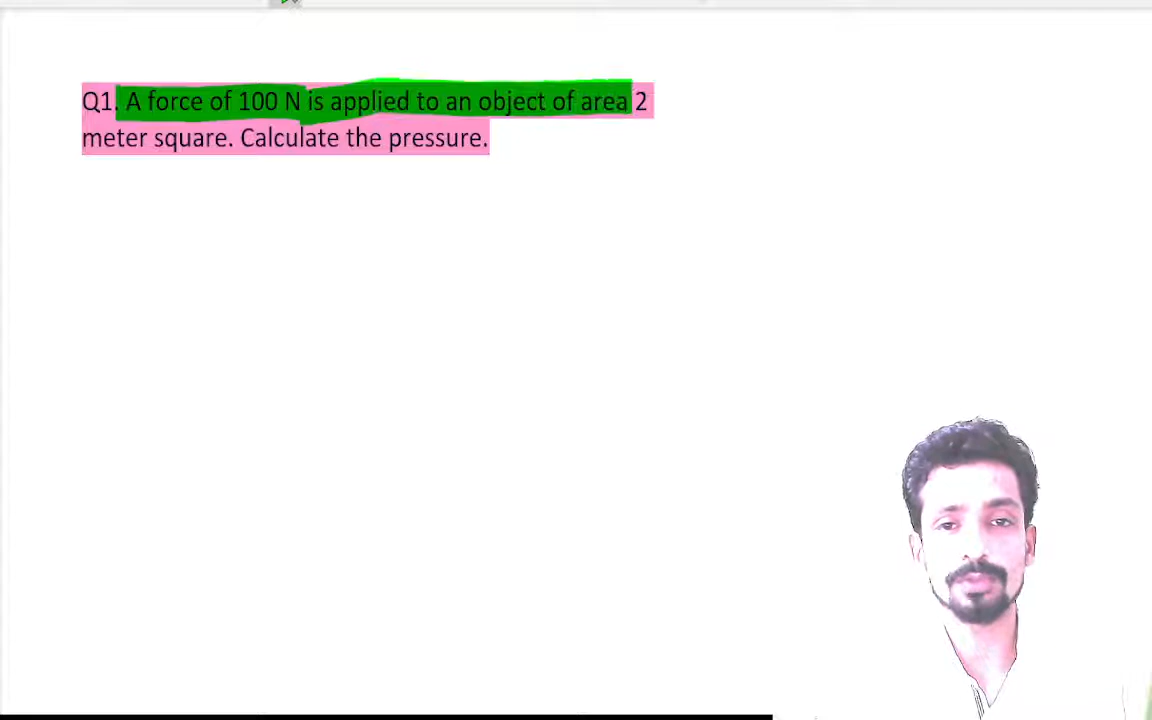 Q1. A force of 100 N is applied to an object of area 2
meter square. Calculate the pressure.